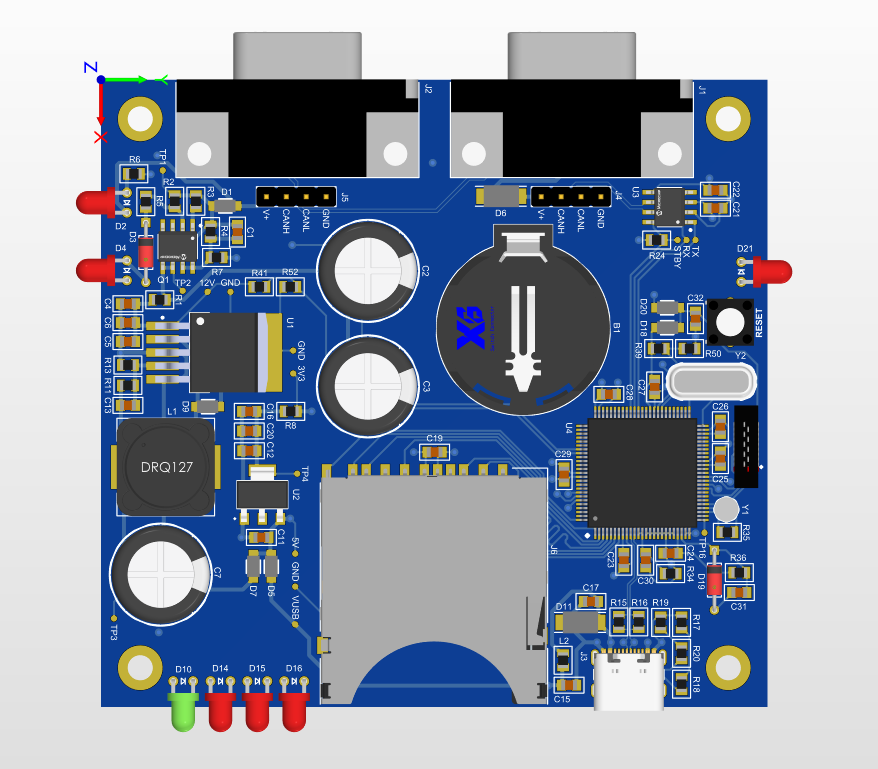 Z
Y
X
J2
J1
R6
TP1
R2
R3
D1
R5
D2
D3
D4
R4
C1
R7
Q1
TP2
12V
GND
R41
R52
J5
V+
CANH
CANL
GND
D6
J4
V+
CANH
CANL
GND
U3
C22
C21
R24
STBY
RX
TX
D21
C2
C4
C6
C5
R1
R13
R11
C13
U1
GND
3V3
B1
D20
D18
C32
RESET
R39
R50
Y2
C3
L1
D9
C16
C20
C12
R8
DRQ127
C28
C27
C26
C25
U4
C19
C29
TP4
U2
C11
5V
GND
VUSB
D7
D5
C7
TP3
J6
Y1
R35
TP16
C23
C30
C24
R34
R36
D19
C31
C17
D11
R15
R16
R19
R17
L2
J3
R20
R18
C15
D10
D14
D15
D16